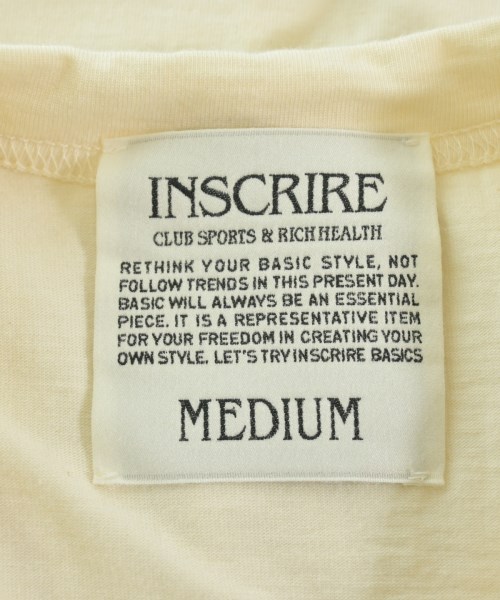 INSCRIRE
CLUB SPORTS & RICH HEALTH
RETHINK YOUR BASIC STYLE, NOT
FOLLOW TRENDS IN THIS PRESENT DAY.
BASIC WILL ALWAYS BE AN ESSENTIAL
PIECE. IT IS A REPRESENTATIVE ITEM
FOR YOUR FREEDOM IN CREATING YOUR
OWN STYLE. LET'S TRY INSCRIRE BASICS
MEDIUM